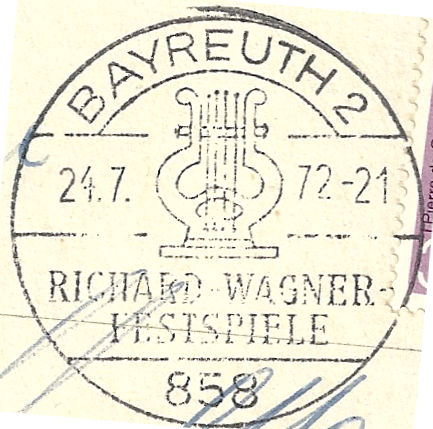 BAYREUTH 2
24.7. 72-21
RICHARD-WAGNER-
FESTSPIELE
858